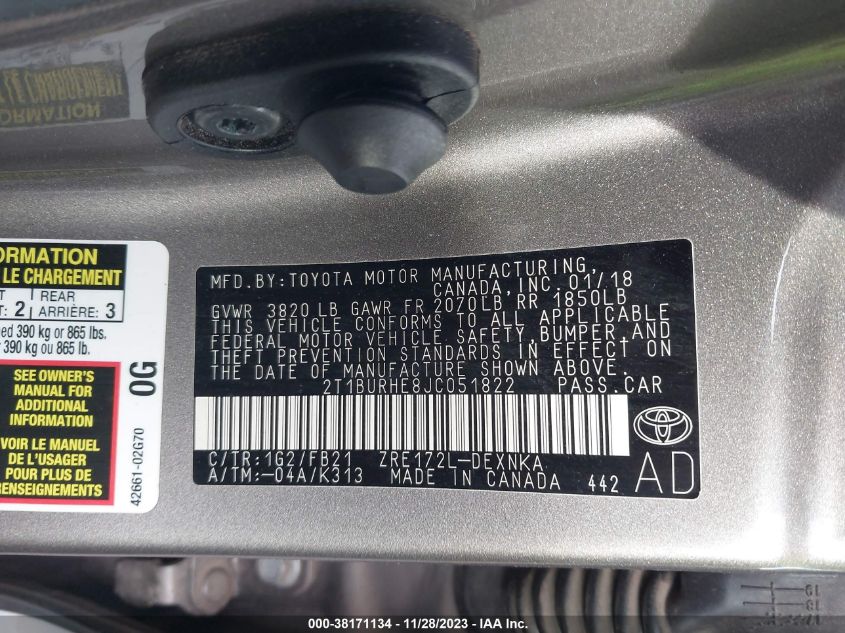 LE CHANGEMENT
FORMATION
ORMATION
LE CHARGEMENT
REAR
2 ARRIÈRE: 3
390 kg or 865 lbs.
390 kg ou 865 lb.
SEE OWNER'S
MANUAL FOR
ADDITIONAL
INFORMATION
VOIR LE MANUEL
DE L'USAGER
POUR PLUS DE
RENSEIGNEMENTS
0G
42661-02G70
MFD.BY:TOYOTA MOTOR MANUFACTURING,
CANADA,INC.01/18
GVWR 3820 LB GAWR FR 2070LB,RR 1850LB
THIS VEHICLE CONFORMS TO ALL APPLICABLE
FEDERAL MOTOR VEHICLE SAFETY,BUMPER,AND
THEFT PREVENTION STANDARDS IN EFFECT ON
THE DATE OF MANUFACTURE SHOWN ABOVE.
2T1BURHE8JC051822 PASS.CAR
C/TR:1G2/FB21 ZRE172L-DEXNKA
A/TM:-04A/K313 MADE IN CANADA 442
TOYOTA
AD
000-38171134 - 11/28/2023 - IAA Inc.